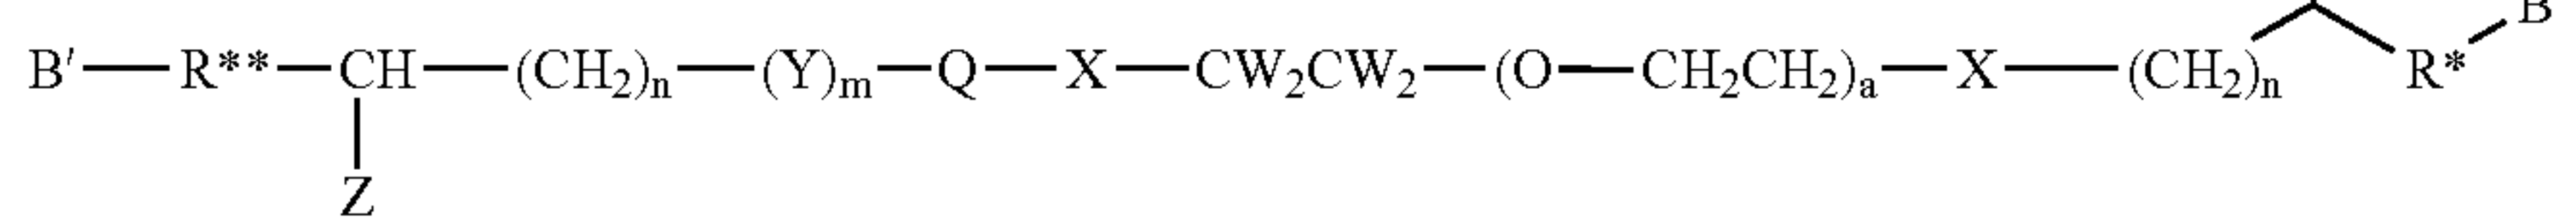 B
B′—R**—CH—(CH₂)ₙ—(Y)ₘ—Q—X—CW₂CW₂—(O—CH₂CH₂)ₐ—X—(CH₂)ₙ R*
Z